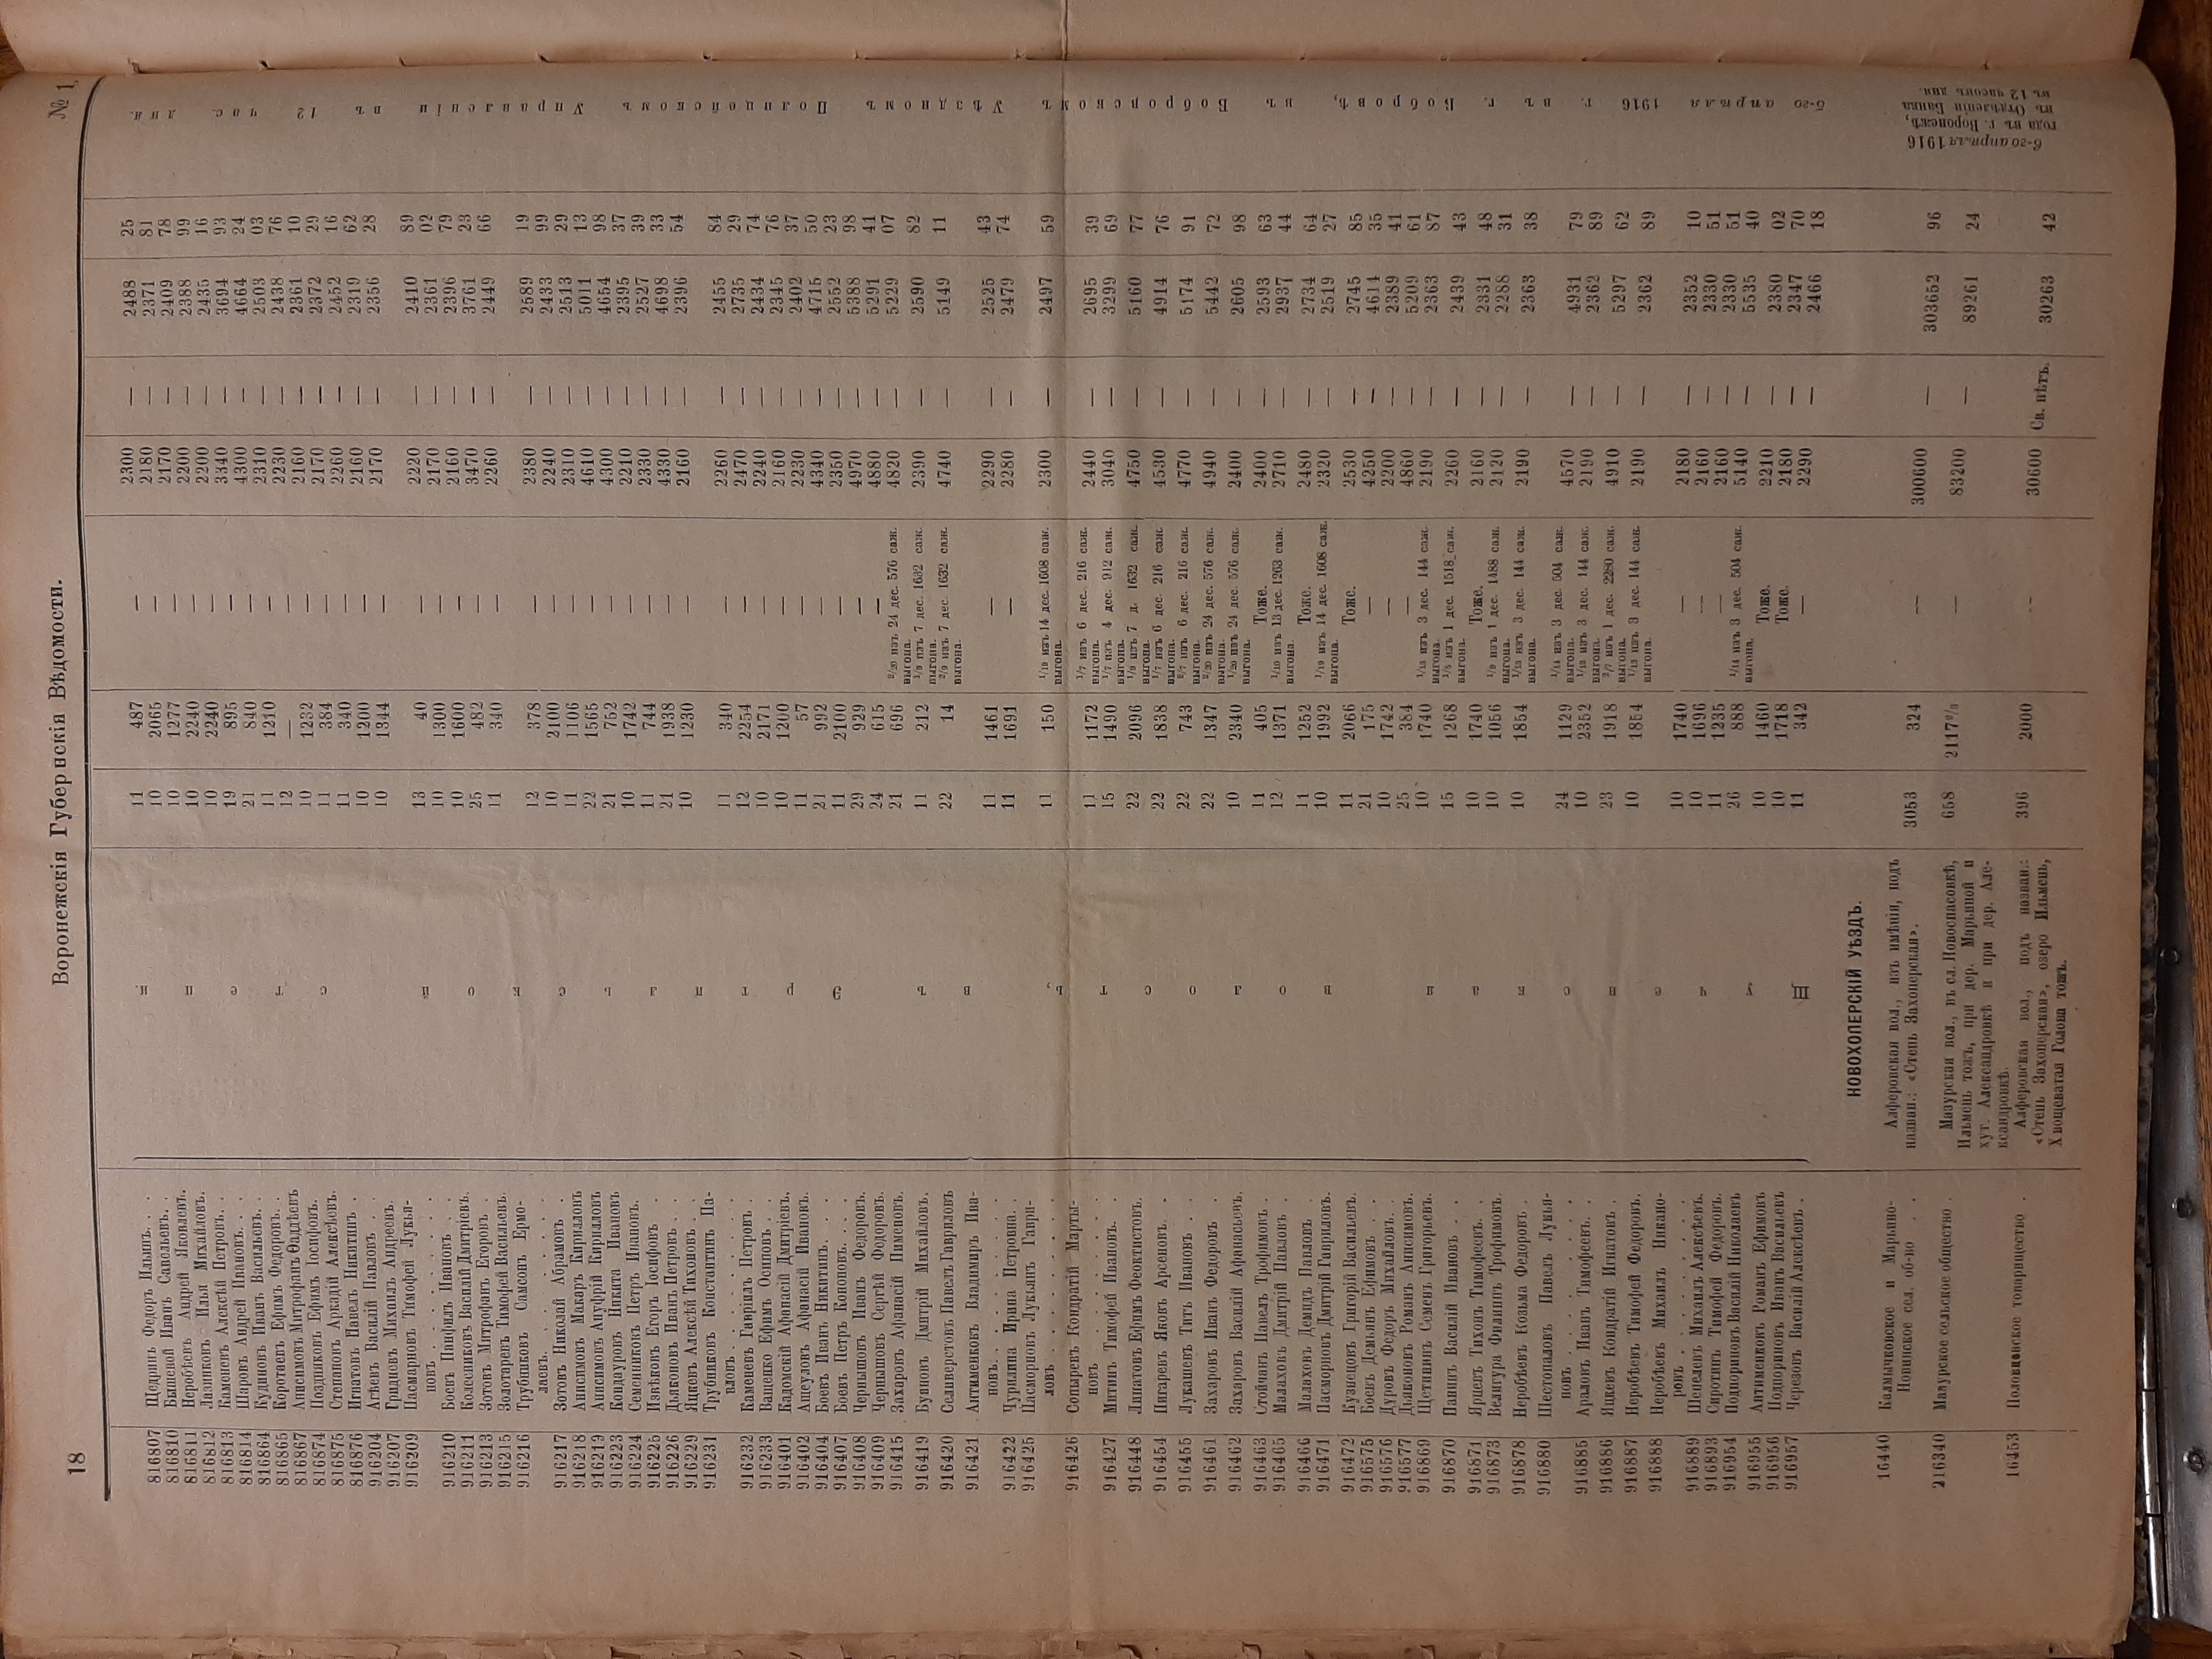 18 Воронежскія Губернскія Вѣдомости. № 1.
816807 Щедринъ Федоръ Ильинъ. . . 11 487 — 2300 — 2488 25
816810 Бышевой Иванъ Савельевъ. . 10 2065 — 2180 — 2371 81
816811 Неробѣевъ Андрей Яковлевъ. 10 1277 — 2170 — 2409 78
816812 Лазинковъ Илья Михайловъ. 10 2240 — 2200 — 2388 99
816813 Каменевъ Алексѣй Петровъ. . 10 2240 — 2200 — 2435 16
816814 Шаровъ Андрей Ивановъ. . . 19 895 — 3340 — 3694 93
816864 Кудиновъ Иванъ Васильевъ. . 21 840 — 4300 — 4664 24
816865 Коротаевъ Ефимъ Федоровъ. . 11 1210 — 2310 — 2503 03
816867 Анисимовъ Митрофанъ Ѳаддѣевъ 12 — — 2230 — 2438 76
816874 Поздняковъ Ефимъ Іосифовъ. 10 1232 — 2160 — 2361 10
816875 Степановъ Аркадій Алексѣевъ. 11 384 — 2170 — 2372 29
816876 Игнатовъ Павелъ Никитинъ . 11 340 — 2260 — 2452 16
916204 Агѣевъ Василій Павловъ . . 10 1200 — 2160 — 2319 62
916207 Гридневъ Михаилъ Андреевъ. 10 1344 — 2170 — 2356 28
916209 Пасмарновъ Тимофей Лукья-
новъ . . . . . . . . . 13 40 — 2220 — 2410 89
916210 Боевъ Панфилъ Ивановъ . . 10 1300 — 2170 — 2361 02
916211 Колесниковъ Василій Дмитріевъ. 10 1600 — 2160 — 2396 79
916213 Зотовъ Митрофанъ Егоровъ . 25 482 — 3470 — 3761 23
916215 Золотаревъ Тимофей Васильевъ. 11 340 — 2260 — 2449 66
916216 Трубниковъ Самсонъ Ермо-
лаевъ. . . . . . . . . 12 378 — 2380 — 2589 19
916217 Зотовъ Николай Абрамовъ . 10 2100 — 2240 — 2433 99
916218 Анисимовъ Макаръ Кирилловъ 11 1106 — 2310 — 2513 29
916219 Анисимовъ Ануфрій Кирилловъ 22 1565 — 4610 — 5011 13
916223 Кондауровъ Никита Ивановъ 21 752 — 4300 — 4654 98
916224 Семенниковъ Петръ Ивановъ. 10 1742 — 2210 — 2395 37
916225 Извѣковъ Егоръ Іосифовъ . 11 744 — 2330 — 2527 39
916226 Дьяконовъ Иванъ Петровъ . . 21 1938 — 4330 — 4698 33
916229 Яцкевъ Алексѣй Тихоновъ . . 10 1230 — 2160 — 2396 54
916231 Трубниковъ Константинъ Па-
вловъ . . . . . . . . . 11 340 — 2260 — 2455 84
916232 Каменевъ Гавріилъ Петровъ . 12 2254 — 2470 — 2735 29
916233 Ващенко Ефимъ Осиповъ . . 10 2171 — 2240 — 2434 74
916401 Кадомскій Афанасій Дмитріевъ. 10 1200 — 2160 — 2345 76
916402 Ащеуловъ Афанасій Ивановъ. 11 57 — 2230 — 2402 37
916404 Боевъ Иванъ Никитинъ. . . 21 992 — 4340 — 4715 50
916407 Боевъ Петръ Кононовъ. . . . 11 2100 — 2350 — 2552 23
916408 Чернышовъ Иванъ Федоровъ. 29 929 — 4970 — 5388 98
916409 Чернышовъ Сергѣй Федоровъ. 24 615 — 4880 — 5291 41
916415 Захаровъ Афанасій Пименовъ. 21 696 ²/₂₀ изъ 24 дес. 576 саж. выгона. 4820 — 5229 07
916419 Буяновъ Дмитрій Михайловъ. 11 212 ¹/₉ изъ 7 дес. 1632 саж. выгона. 2390 — 2590 82
916420 Селиверстовъ Павелъ Гавриловъ 22 14 ²/₉ изъ 7 дес. 1632 саж. выгона. 4740 — 5149 11
916421 Антименковъ Владимиръ Ива-
новъ. . . . . . . . . 11 1461 — 2290 — 2525 43
916422 Чурилина Ирина Петровна. . 11 1691 — 2280 — 2479 74
916425 Пасморновъ Лукьянъ Гаври-
ловъ . . . . . . . . . 11 150 ¹/₁₉ изъ 14 дес. 1608 саж. выгона. 2300 — 2497 59
916426 Сопыревъ Кондратій Марты-
новъ . . . . . . . . 11 1172 ¹/₇ изъ 6 дес. 216 саж. выгона. 2440 — 2695 39
916427 Митинъ Тимофей Ивановъ. . 15 1490 ¹/₇ изъ 4 дес. 912 саж. выгона. 3040 — 3299 69
916448 Липатовъ Ефимъ Феоктистовъ. 22 2096 ¹/₉ изъ 7 д. 1632 саж. выгона. 4750 — 5160 77
916454 Пигаревъ Яковъ Арсеновъ. . 22 1838 ¹/₇ изъ 6 дес. 216 саж. выгона. 4530 — 4914 76
916455 Лукашевъ Титъ Ивановъ . . 22 743 ²/₇ изъ 6 дес. 216 саж. выгона. 4770 — 5174 91
916461 Захаровъ Иванъ Федоровъ . 22 1347 ²/₂₀ изъ 24 дес. 576 саж. выгона. 4940 — 5442 72
916462 Захаровъ Василій Афанасьевъ. 10 2340 ¹/₂₀ изъ 24 дес. 576 саж. выгона. 2400 — 2605 98
916463 Стойчанъ Павелъ Трофимовъ . 11 405 Тоже. 2400 — 2593 63
916465 Малаховъ Дмитрій Павловъ . 12 1371 ¹/₁₀ изъ 13 дес. 1263 саж. выгона. 2710 — 2937 44
916466 Малаховъ Демидъ Павловъ . 11 1252 Тоже. 2480 — 2734 64
916471 Пасморновъ Дмитрій Гавриловъ. 10 1992 ¹/₁₉ изъ 14 дес. 1608 саж. выгона. 2320 — 2519 27
916472 Кузнецовъ Григорій Васильевъ. 11 2066 Тоже. 2530 — 2745 85
916575 Боевъ Демьянъ Ефимовъ . . 21 175 — 4250 — 4614 35
916576 Дуровъ Федоръ Михайловъ. . 10 1742 — 2200 — 2389 41
916577 Дьяконовъ Романъ Анисимовъ. 25 384 — 4860 — 5209 61
916869 Щетининъ Семенъ Григорьевъ. 10 1740 ¹/₁₃ изъ 3 дес. 144 саж. выгона. 2190 — 2363 87
916870 Панинъ Василій Ивановъ . . 15 1268 ¹/₅ изъ 1 дес. 1518 саж. выгона. 2260 — 2439 43
916871 Ярцевъ Тихонъ Тимофеевъ. . 10 1740 Тоже. 2160 — 2331 48
916873 Велигура Филиппъ Трофимовъ. 10 1056 ¹/₉ изъ 1 дес. 1488 саж. выгона. 2120 — 2288 31
916878 Неробѣевъ Козьма Федоровъ . 10 1854 ¹/₁₃ изъ 3 дес. 144 саж. выгона. 2190 — 2363 38
916880 Шестопаловъ Павелъ Лукья-
новъ . . . . . . . . 24 1129 ¹/₁₄ изъ 3 дес. 504 саж. выгона. 4570 — 4931 79
916885 Араловъ Иванъ Тимофеевъ. . 10 2352 ¹/₁₃ изъ 3 дес. 144 саж. выгона. 2190 — 2362 89
916886 Яцкевъ Кондратій Игнатовъ . 23 1918 ²/₇ изъ 1 дес. 2280 саж. выгона. 4910 — 5297 62
916887 Неробѣевъ Тимофей Федоровъ. 10 1854 ¹/₁₃ изъ 3 дес. 144 саж. выгона. 2190 — 2362 89
916888 Неробѣевъ Михаилъ Никано-
ровъ . . . . . . . . 10 1740 — 2180 — 2352 10
916889 Шепелевъ Михаилъ Алексѣевъ. 10 1696 — 2160 — 2330 51
916893 Сиротинъ Тимофей Федоровъ. 11 1235 — 2160 — 2330 51
916954 Подпориновъ Василій Николаевъ 26 888 ¹/₁₄ изъ 3 дес. 504 саж. выгона. 5140 — 5535 40
916955 Антименковъ Романъ Ефимовъ 10 1460 Тоже. 2210 — 2380 02
916956 Подпориновъ Иванъ Васильевъ 10 1718 Тоже. 2180 — 2347 70
916957 Черезовъ Василій Алексѣевъ . 11 342 — 2290 — 2466 18
Щученская волость, въ Эртильской степи.
5-го апрѣля 1916 г. въ г. Бобровѣ, въ Бобровскомъ Уѣздномъ Полицейскомъ Управленіи въ 12 час. дня.
НОВОХОПЕРСКІЙ УѢЗДЪ.
16440 Калмычковское и Марьино-
Новинское сел. об-во . .
Алферовская вол., изъ имѣнія, подъ
назван.: «Степь Захоперская». 3053 324 — 300600 — 303652 96
216340 Мазурское сельское общество .
Мазурская вол., въ сл. Новоспасовкѣ, 658 2117²/₃ — 83200 — 89261 24
Ильмень тожъ, при дер. Марьиной и
хут. Александровкѣ и при дер. Але-
ксандровкѣ.
16453 Половцовское товарищество .
Алферовская вол., подъ назван.: 396 2000 — 30600 Св. нѣтъ. 30263 42
«Степь Захоперская», озеро Ильмень,
Хвощеватая Голова тожъ.
6-го апрѣля 1916
года въ г. Воронежѣ,
въ Отдѣленіи Банка
въ 12 часовъ дня.